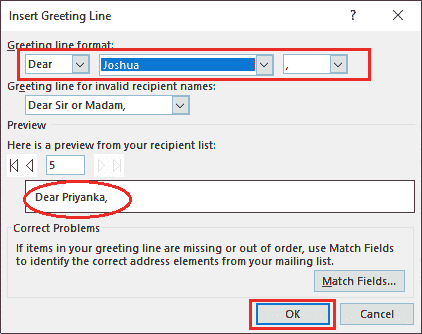 Insert Greeting Line
Greeting line format:
Dear Joshua ,
Greeting line for invalid recipient names:
Dear Sir or Madam,
Preview
Here is a preview from your recipient list:
5
Dear Priyanka,
Correct Problems
If items in your greeting line are missing or out of order, use Match Fields
to identify the correct address elements from your mailing list.
Match Fields...
OK Cancel